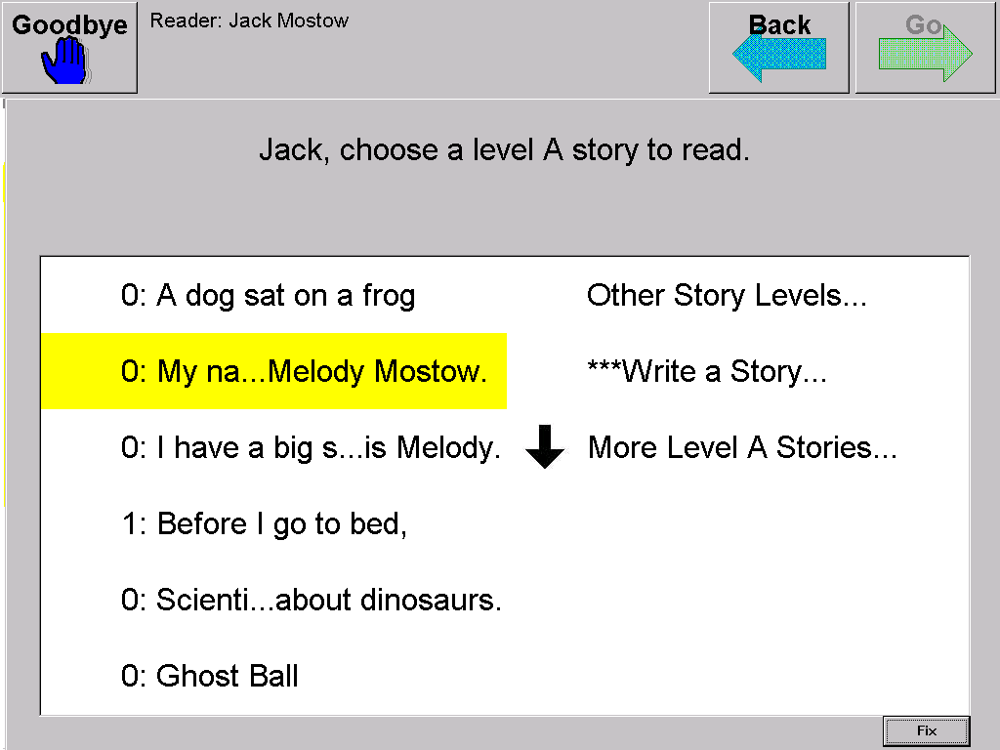 Goodbye
Reader: Jack Mostow
Back
Go
Jack, choose a level A story to read.
0: A dog sat on a frog
0: My na...Melody Mostow.
0: I have a big s...is Melody.
1: Before I go to bed,
0: Scienti...about dinosaurs.
0: Ghost Ball
Other Story Levels...
***Write a Story...
More Level A Stories...
Fix